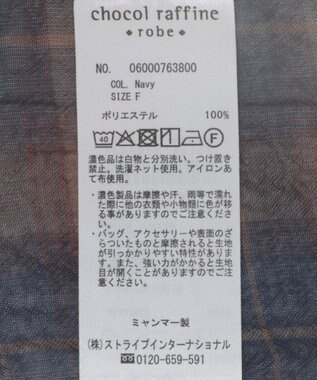 chocol raffine
• robe •
NO. 06000763800
COL. Navy
SIZE F
ポリエステル 100%
40 F
濃色品は白物と分別洗い。つけ置き
禁止。洗濯ネット使用。アイロンあ
て布使用。
・濃色製品は摩擦や汗、雨等で濡れ
た際に他の衣類や小物類に色が移
る事がありますのでご注意くださ
い。
・バッグ、アクセサリーや表面のざ
らついたものと摩擦されると生地
が引っかかりやすい特性がありま
す。また、強い力がかかると生地
目が開くことがありますのでご注
意ください。
ミャンマー製
(株)ストライプインターナショナル
0120-659-591